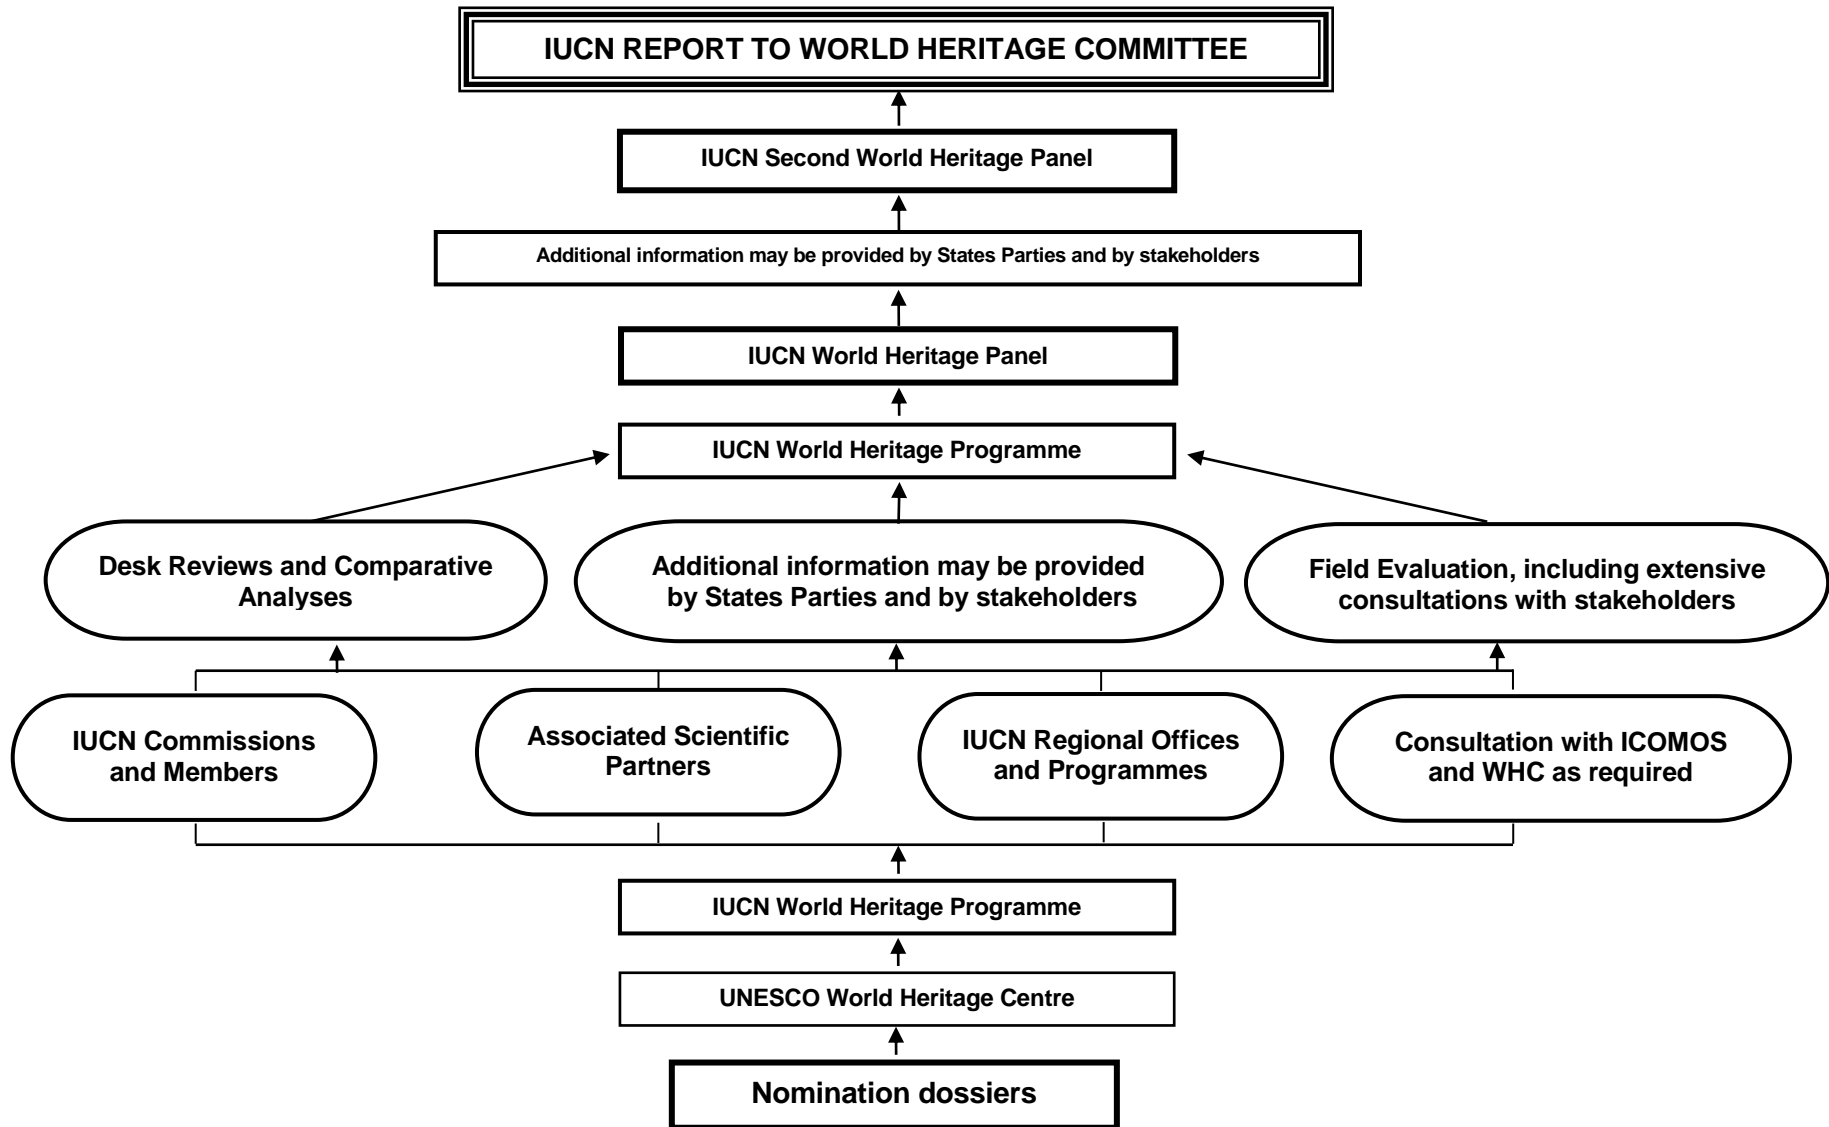 IUCN REPORT TO WORLD HERITAGE COMMITTEE
IUCN Second World Heritage Panel
Additional information may be provided by States Parties and by stakeholders
IUCN World Heritage Panel
IUCN World Heritage Programme
Desk Reviews and Comparative
Analyses
Additional information may be provided
by States Parties and by stakeholders
Field Evaluation, including extensive
consultations with stakeholders
IUCN Commissions
and Members
Associated Scientific
Partners
IUCN Regional Offices
and Programmes
Consultation with ICOMOS
and WHC as required
IUCN World Heritage Programme
UNESCO World Heritage Centre
Nomination dossiers